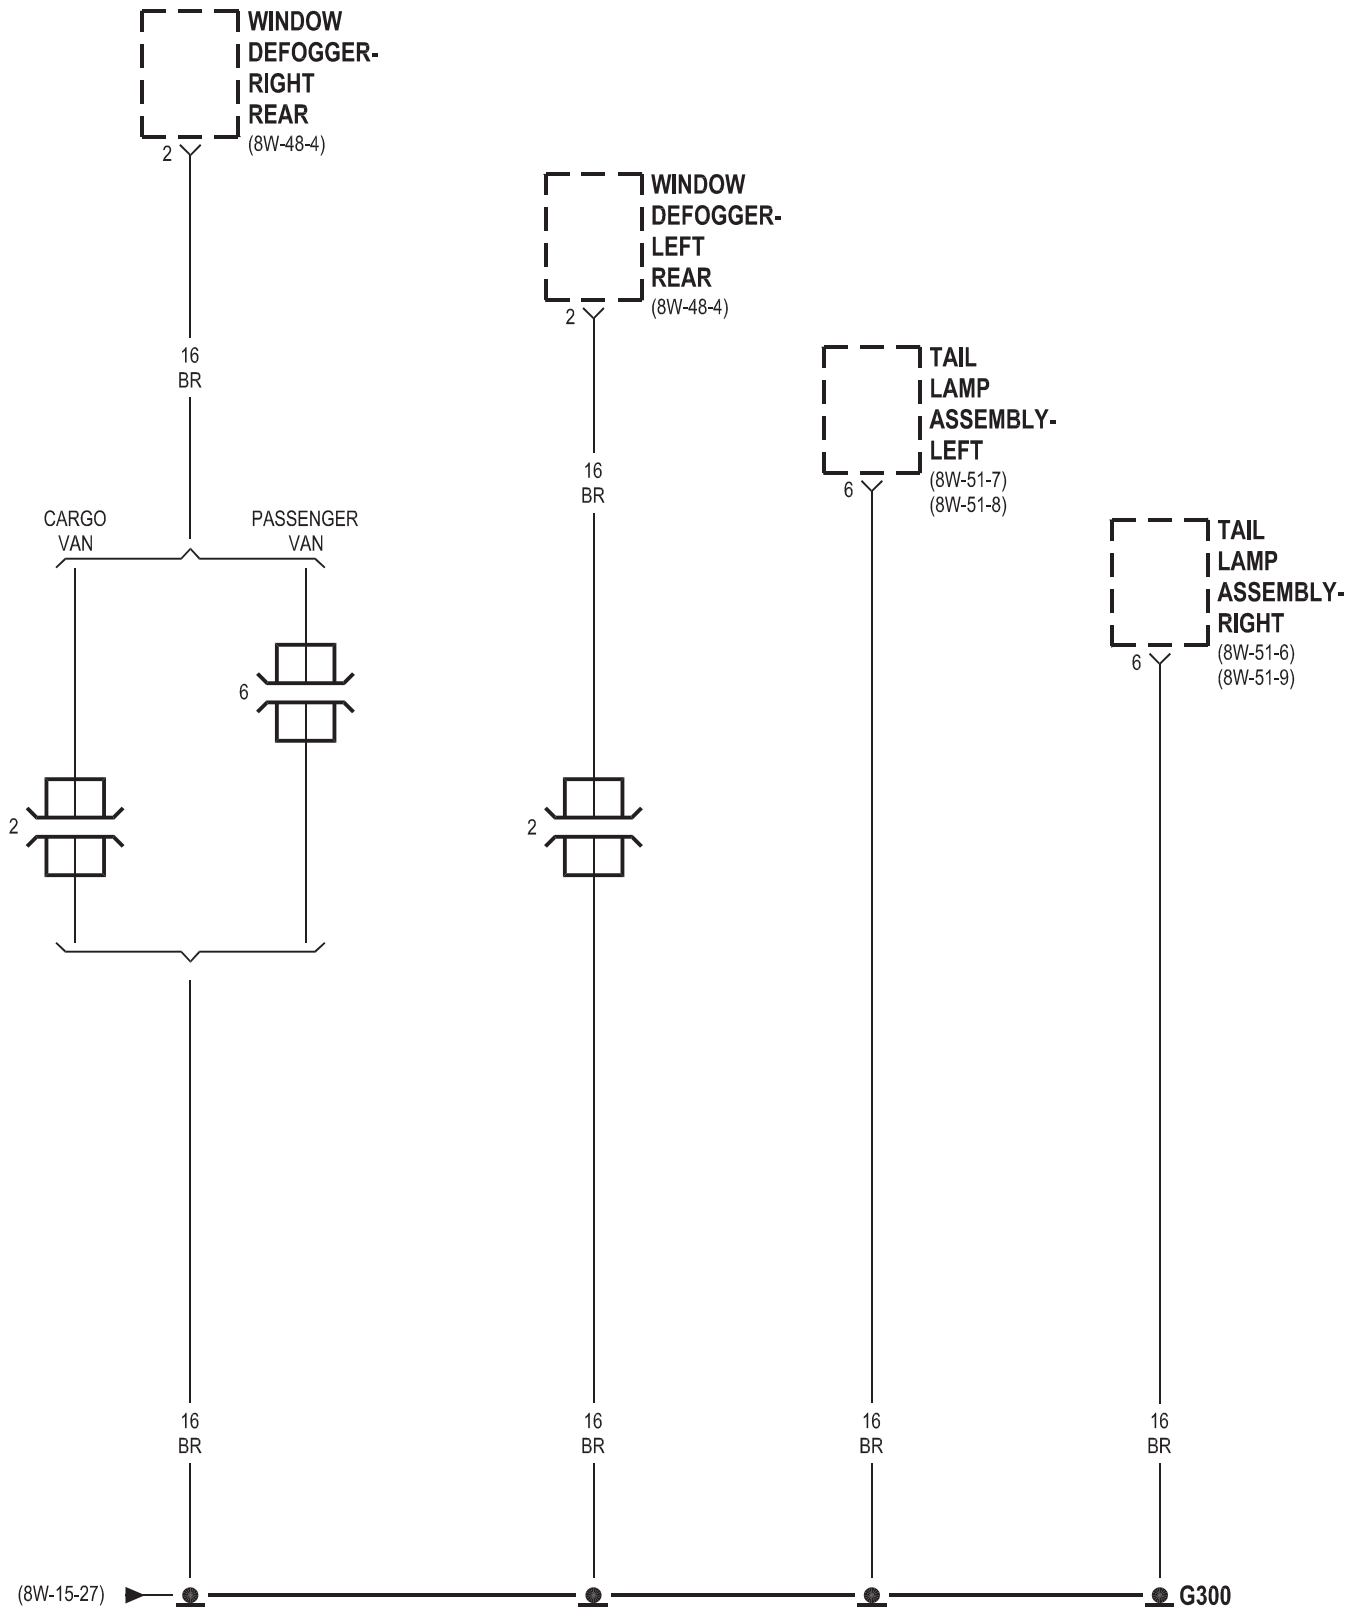 WINDOW
DEFOGGER-
RIGHT
REAR
(8W-48-4)
2
16
BR
CARGO
VAN
PASSENGER
VAN
6
2
WINDOW
DEFOGGER-
LEFT
REAR
(8W-48-4)
2
16
BR
2
TAIL
LAMP
ASSEMBLY-
LEFT
(8W-51-7)
(8W-51-8)
6
TAIL
LAMP
ASSEMBLY-
RIGHT
(8W-51-6)
(8W-51-9)
6
16
BR
16
BR
16
BR
16
BR
(8W-15-27)
G300